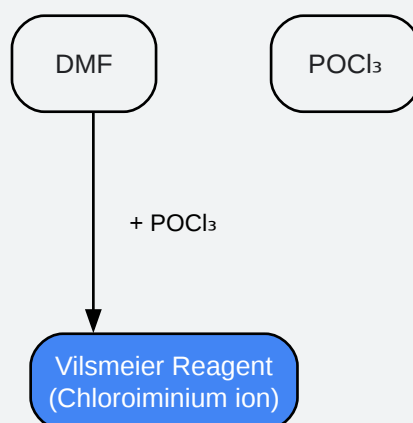 DMF
POCl₃
+ POCl₃
Vilsmeier Reagent
(Chloroiminium ion)